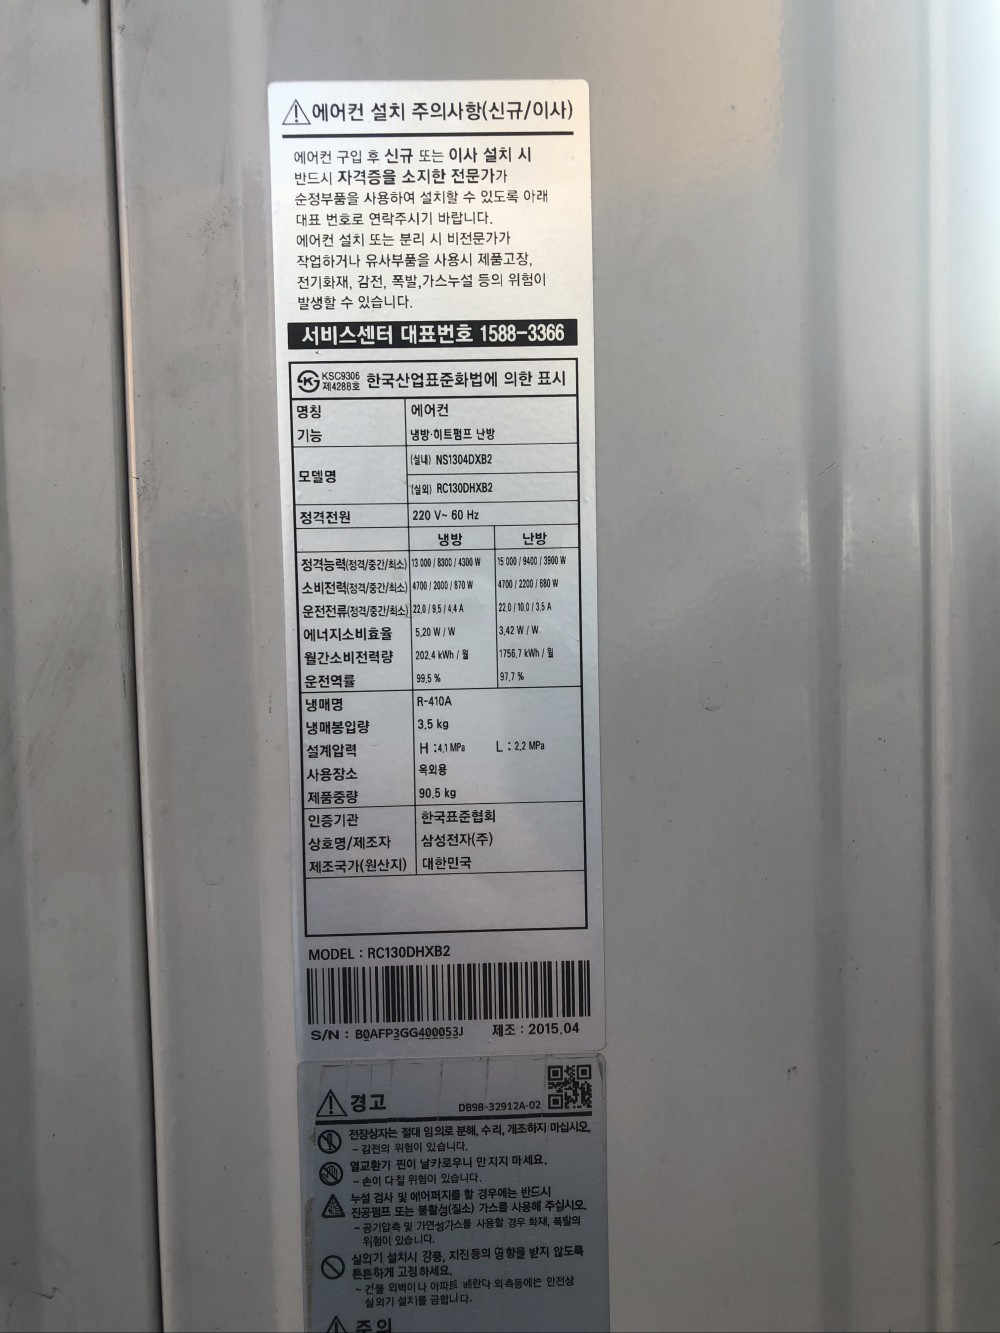 에어컨 설치 주의사항(신규/이사)
에어컨 구입 후 신규 또는 이사 설치 시
반드시 자격증을 소지한 전문가가
순정부품을 사용하여 설치할 수 있도록 아래
대표 번호로 연락주시기 바랍니다.
에어컨 설치 또는 분리 시 비전문가가
작업하거나 유사부품을 사용시 제품고장,
전기화재, 감전, 폭발,가스누설 등의 위험이
발생할 수 있습니다.
서비스센터 대표번호 1588-3366
KSC9306
제4288호 한국산업표준화법에 의한 표시
명칭 에어컨
기능 냉방·히트펌프 난방
모델명 (실내) NS1304DXB2
(실외) RC130DHXB2
정격전원 220 V~ 60 Hz
냉방 난방
정격능력(정격/중간/최소) 13 000 / 8300 / 4300 W 15 000 / 9400 / 3900 W
소비전력(정격/중간/최소) 4700 / 2000 / 870 W 4700 / 2200 / 680 W
운전전류(정격/중간/최소) 22.0 / 9.5 / 4.4 A 22.0 / 10.0 / 3.5 A
에너지소비효율 5.20 W / W 3.42 W / W
월간소비전력량 202.4 kWh / 월 1756.7 kWh / 월
운전역률 99.5 % 97.7 %
냉매명 R-410A
냉매봉입량 3.5 kg
설계압력 H :4.1 MPa L : 2.2 MPa
사용장소 옥외용
제품중량 90.5 kg
인증기관 한국표준협회
상호명/제조자 삼성전자(주)
제조국가(원산지) 대한민국
MODEL : RC130DHXB2
S/N : B0AFP3GG400053J 제조 : 2015.04
경고 DB98-32912A-02
전장상자는 절대 임의로 분해, 수리, 개조하지 마십시오.
- 감전의 위험이 있습니다.
열교환기 핀이 날카로우니 만지지 마세요.
- 손이 다칠 위험이 있습니다.
누설 검사 및 에어퍼지를 할 경우에는 반드시
진공펌프 또는 불활성(질소) 가스를 사용해 주십시오.
- 공기압축 및 가연성가스를 사용할 경우 화재, 폭발의
위험이 있습니다.
실외기 설치시 강풍, 지진등의 영향을 받지 않도록
튼튼하게 고정하세요.
- 건물 외벽이나 아파트 베란다 외측등에는 안전상
실외기 설치를 금합니다.
주의